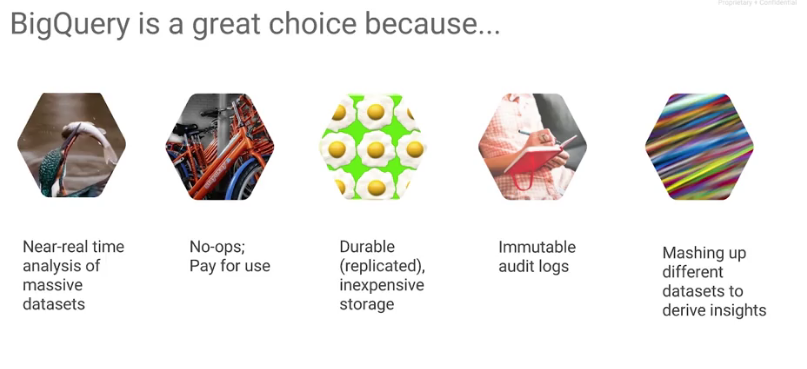 Proprietary + Confidential
BigQuery is a great choice because...
Near-real time
analysis of
massive
datasets
No-ops;
Pay for use
Durable
(replicated),
inexpensive
storage
Immutable
audit logs
Mashing up
different
datasets to
derive insights